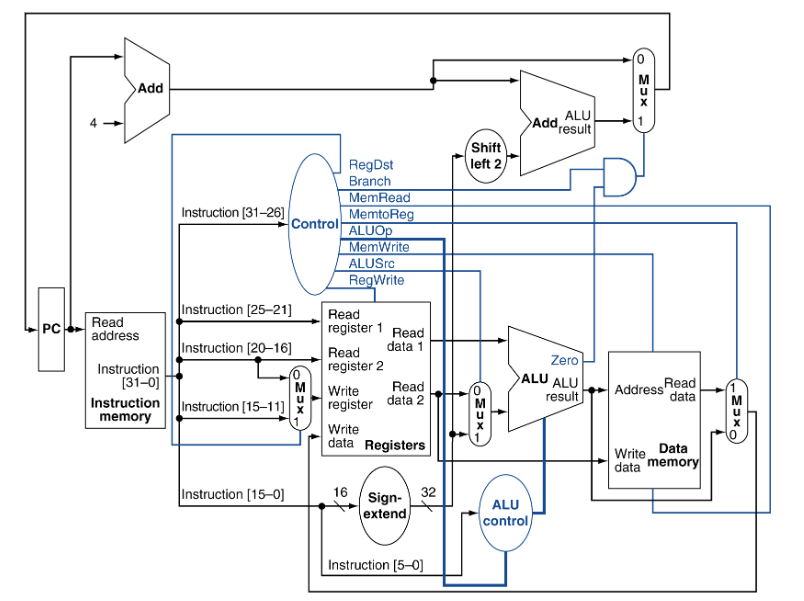 0
M
u
x
1
Add
4
Add
ALU
result
Shift
left 2
RegDst
Branch
MemRead
MemtoReg
ALUOp
MemWrite
ALUSrc
RegWrite
Control
Instruction [31–26]
Instruction [25–21]
Instruction [20–16]
Instruction [15–11]
Instruction [15–0]
Instruction [5–0]
PC
Read
address
Instruction
[31–0]
Instruction
memory
0
M
u
x
1
Read
register 1
Read
register 2
Write
register
Write
data
Read
data 1
Read
data 2
Registers
0
M
u
x
1
Zero
ALU
ALU
result
Address
Read
data
Write
data
Data
memory
1
M
u
x
0
16
Sign-
extend
32
ALU
control